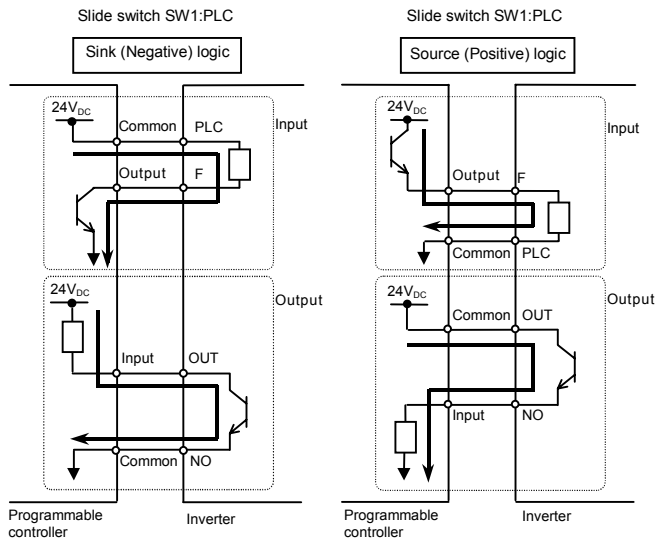 Slide switch SW1:PLC
Sink (Negative) logic
24VDC
Common
PLC
Input
Output
F
24VDC
Output
Input
OUT
Common
NO
Programmable
controller
Inverter
Slide switch SW1:PLC
Source (Positive) logic
24VDC
Input
Output
F
Common
PLC
24VDC
Output
Common
OUT
Input
NO
Programmable
controller
Inverter